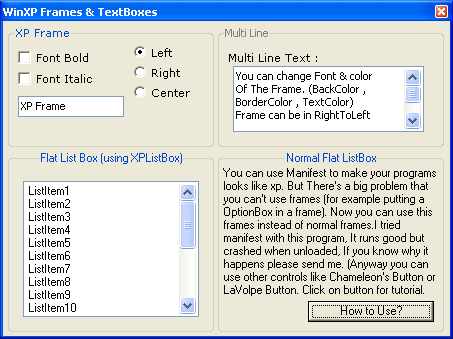 WinXP Frames & TextBoxes
XP Frame
Font Bold
Font Italic
XP Frame
Left
Right
Center
Multi Line
Multi Line Text :
You can change Font & color
Of The Frame. (BackColor ,
BorderColor , TextColor)
Frame can be in RightToLeft
Flat List Box (using XPListBox)
ListItem1
ListItem2
ListItem3
ListItem4
ListItem5
ListItem6
ListItem7
ListItem8
ListItem9
ListItem10
Normal Flat ListBox
You can use Manifest to make your programs
looks like xp. But There's a big problem that
you can't use frames (for example putting a
OptionBox in a frame). Now you can use this
frames instead of normal frames.I tried
manifest with this program, It runs good but
crashed when unloaded, If you know why it
happens please send me. (Anyway you can
use other controls like Chameleon's Button or
LaVolpe Button. Click on button for tutorial.
How to Use?